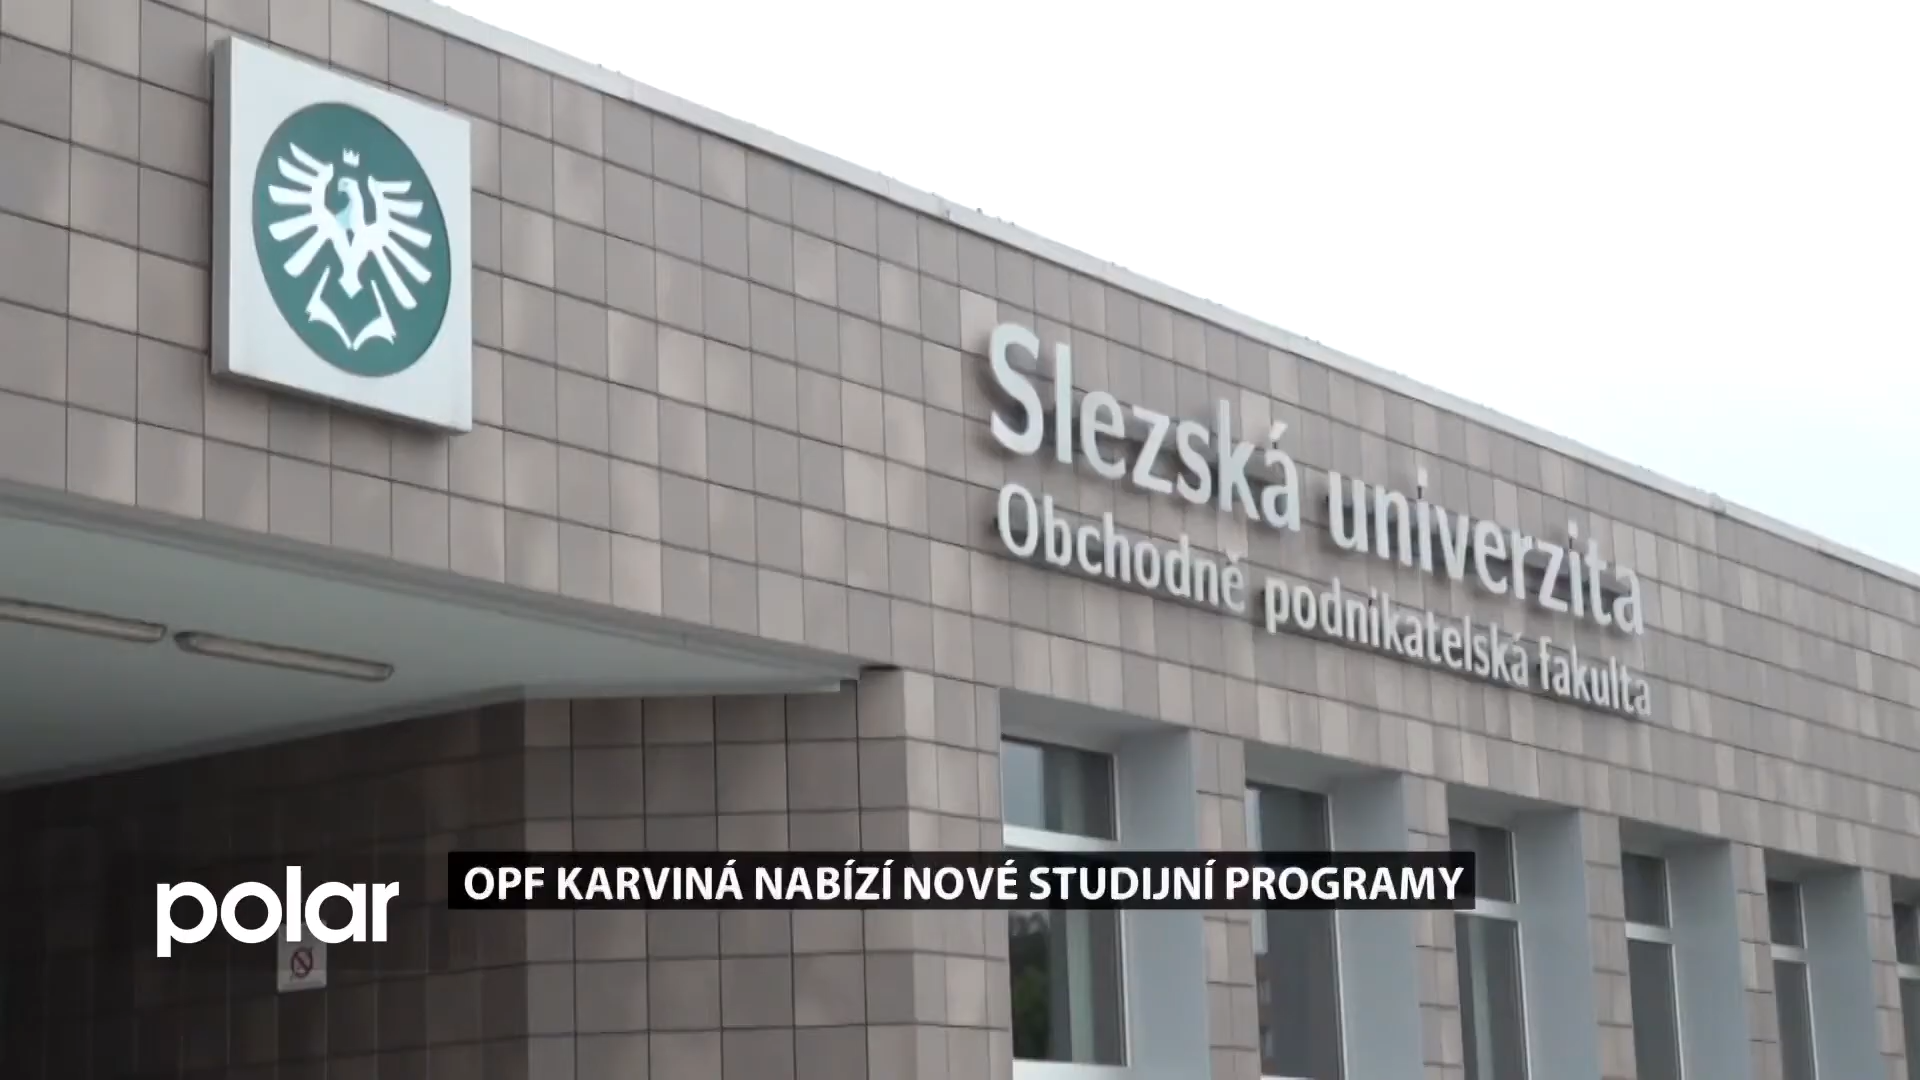 Slezská univerzita
Obchodně podnikatelská fakulta
polar
OPF KARVINÁ NABÍZÍ NOVÉ STUDIJNÍ PROGRAMY